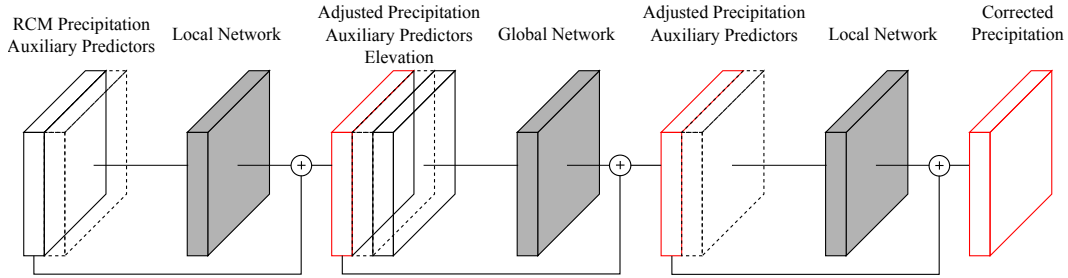 RCM Precipitation
Auxiliary Predictors
Local Network
Adjusted Precipitation
Auxiliary Predictors
Elevation
Global Network
Adjusted Precipitation
Auxiliary Predictors
Local Network
Corrected
Precipitation
+
+
+